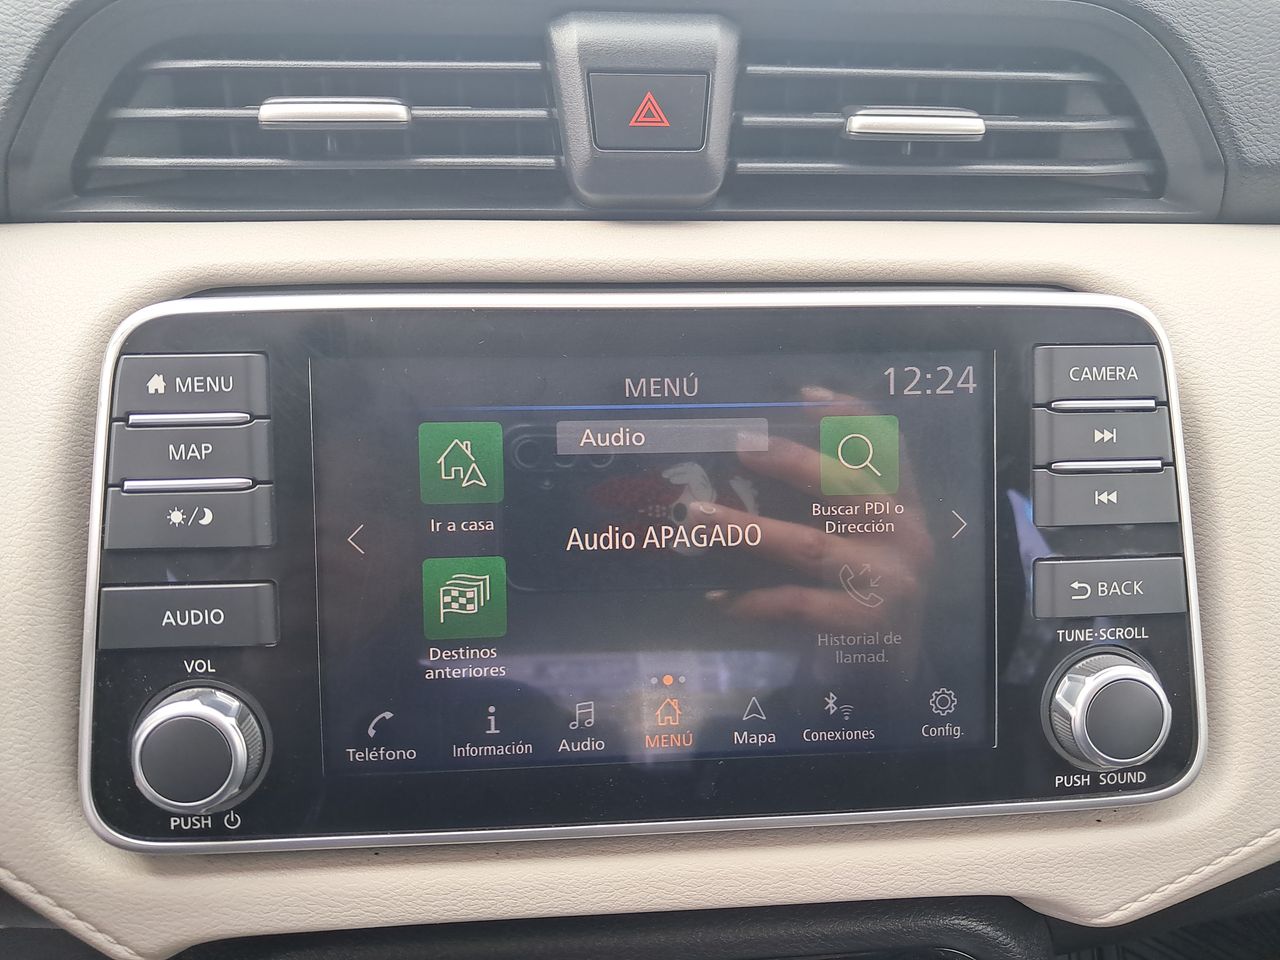 MENU
MAP
AUDIO
VOL
PUSH
MENÚ
12:24
Audio
Audio APAGADO
Ir a casa
Destinos
anteriores
Buscar PDI o
Dirección
Historial de
llamad.
Teléfono
Información
Audio
MENÚ
Mapa
Conexiones
Config.
CAMERA
BACK
TUNE·SCROLL
PUSH SOUND